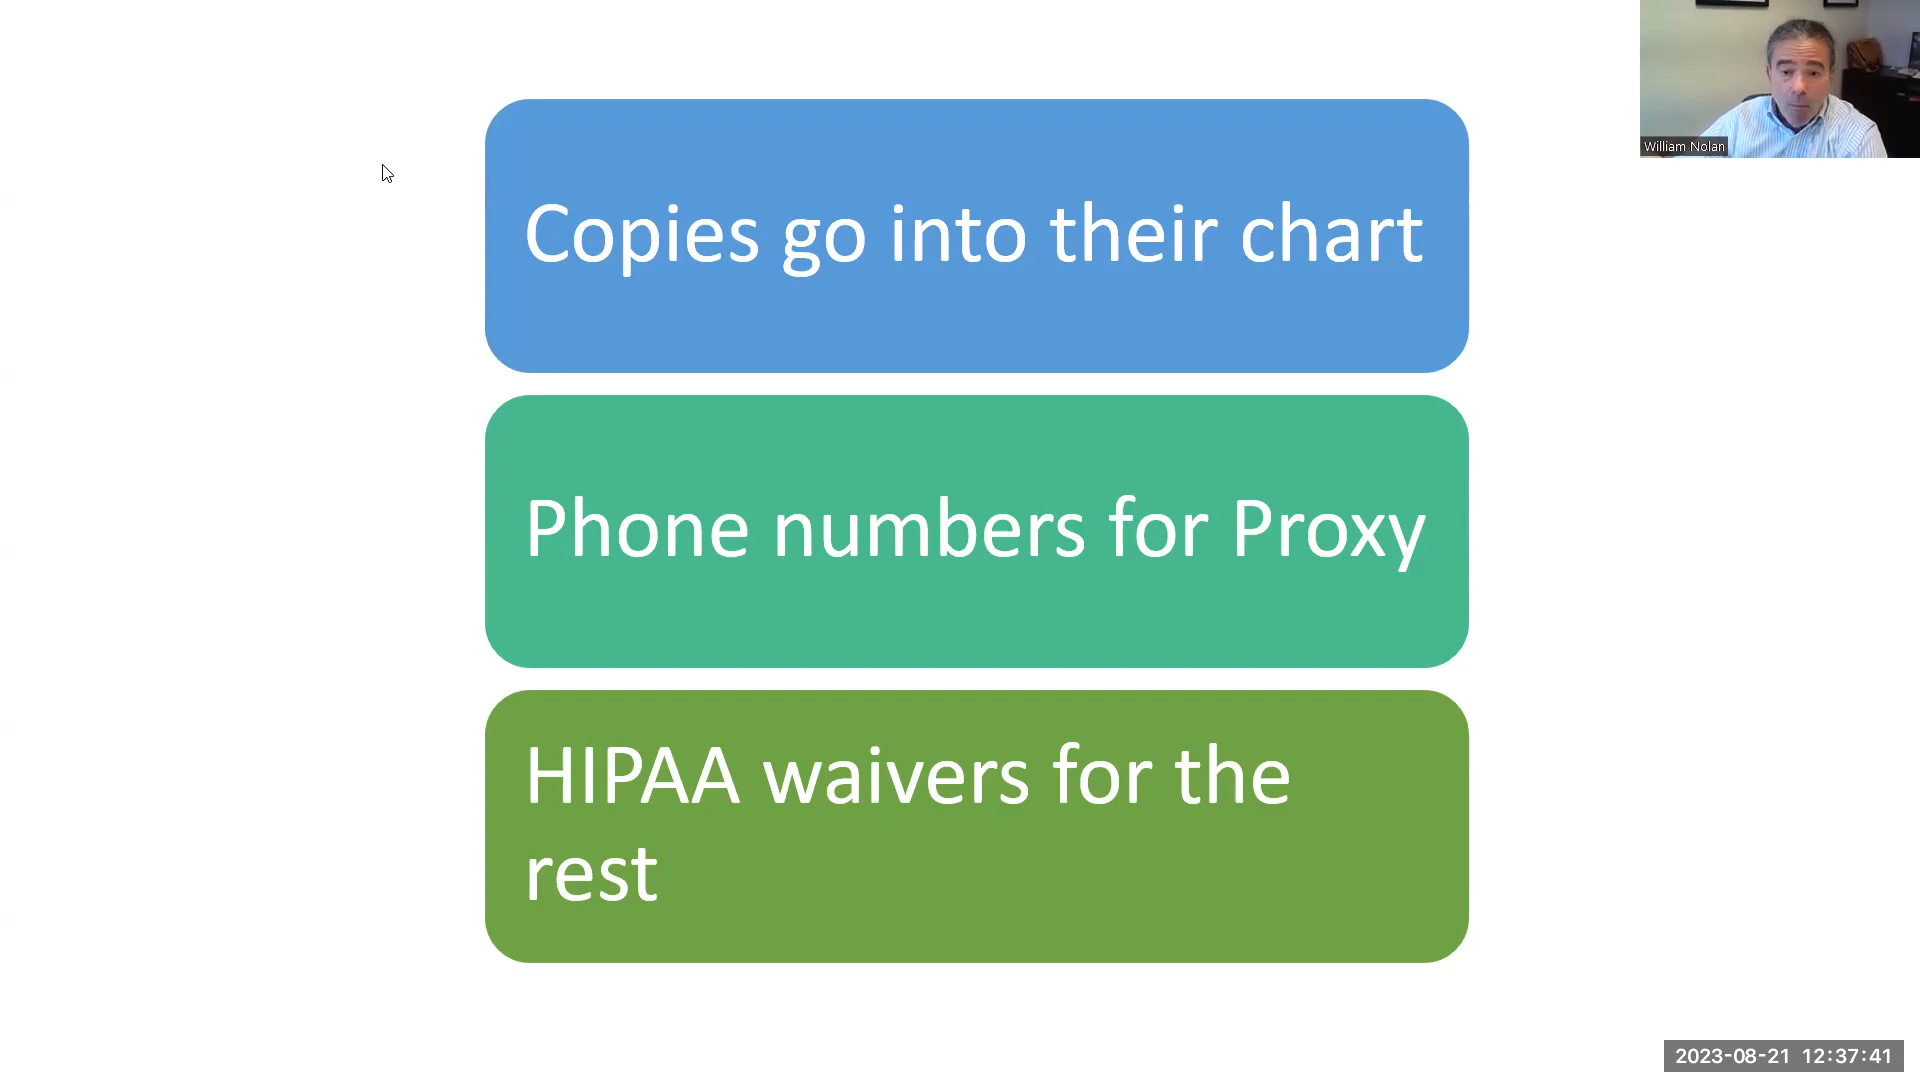 William Nolan
Copies go into their chart
Phone numbers for Proxy
HIPAA waivers for the
rest
2023-08-21 12:37:41